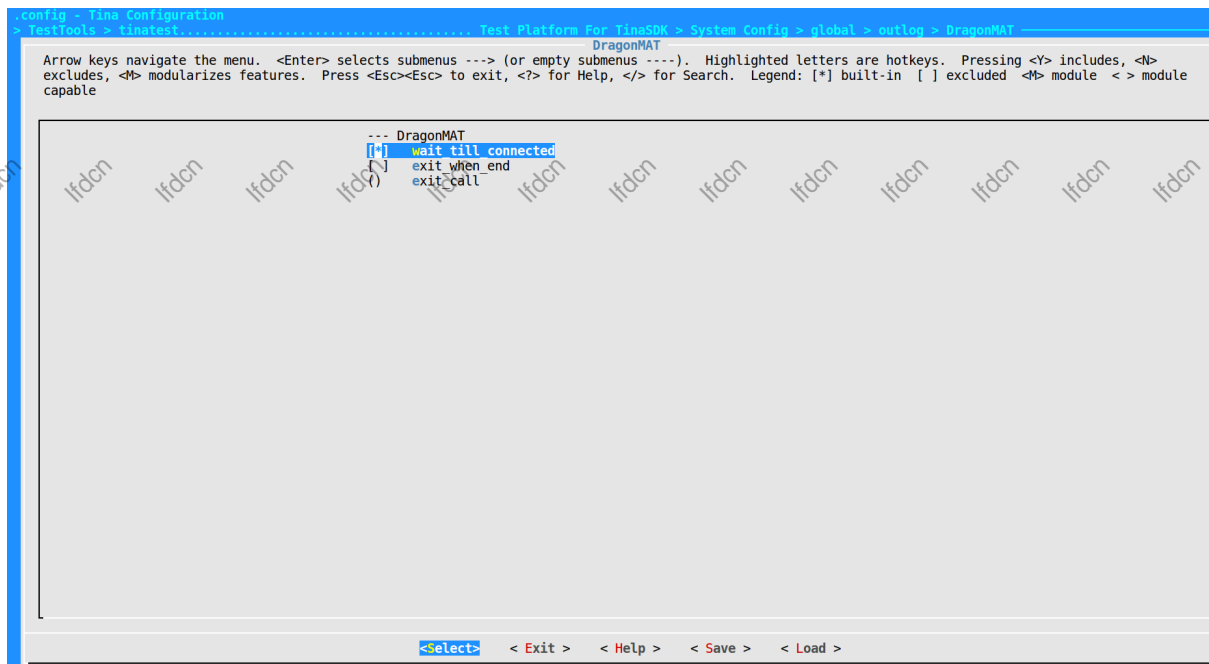 .config - Tina Configuration
> TestTools > tinatest....................................... Test Platform For TinaSDK > System Config > global > outlog > DragonMAT
DragonMAT
Arrow keys navigate the menu.  <Enter> selects submenus ---> (or empty submenus ----).  Highlighted letters are hotkeys.  Pressing <Y> includes, <N>
excludes, <M> modularizes features.  Press <Esc><Esc> to exit, <?> for Help, </> for Search.  Legend: [*] built-in  [ ] excluded  <M> module  < > module
capable
--- DragonMAT
[*]   wait_till_connected
[ ]   exit_when_end
()    exit_call
lfdcn lfdcn lfdcn lfdcn lfdcn lfdcn lfdcn lfdcn lfdcn lfdcn lfdcn lfdcn lfdcn
<Select>    < Exit >    < Help >    < Save >    < Load >